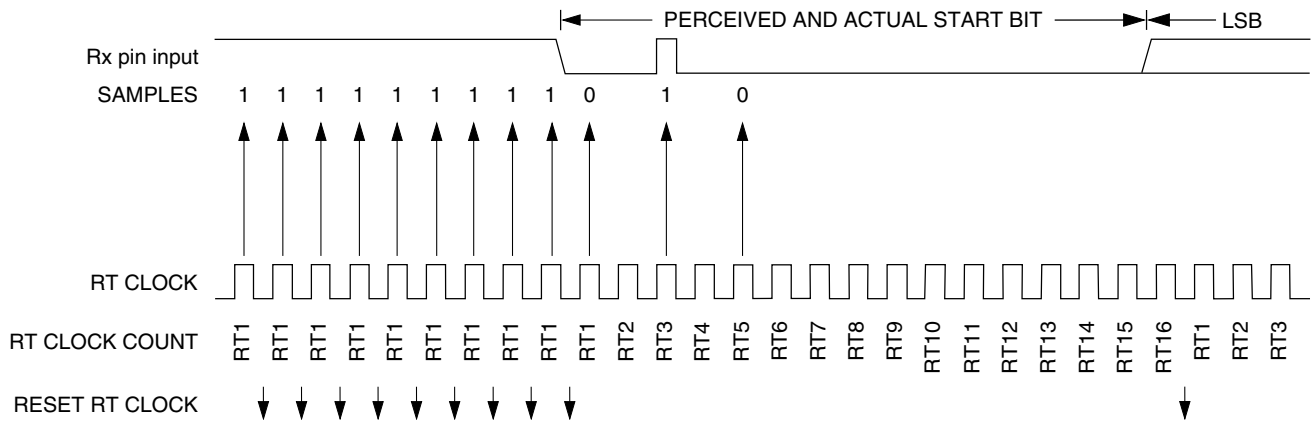 PERCEIVED AND ACTUAL START BIT LSB
Rx pin input
SAMPLES 1 1 1 1 1 1 1 1 1 0 1 0
RT CLOCK
RT CLOCK COUNT RT1 RT1 RT1 RT1 RT1 RT1 RT1 RT1 RT1 RT1 RT2 RT3 RT4 RT5 RT6 RT7 RT8 RT9 RT10 RT11 RT12 RT13 RT14 RT15 RT16 RT1 RT2 RT3
RESET RT CLOCK